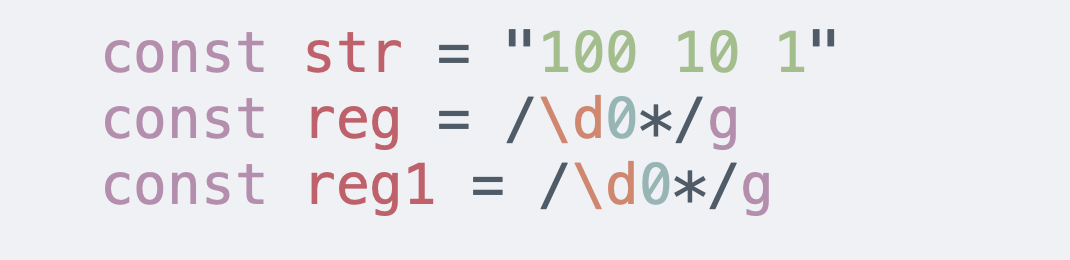 const str = "100 10 1"
const reg = /\d0*/g
const reg1 = /\d0*/g